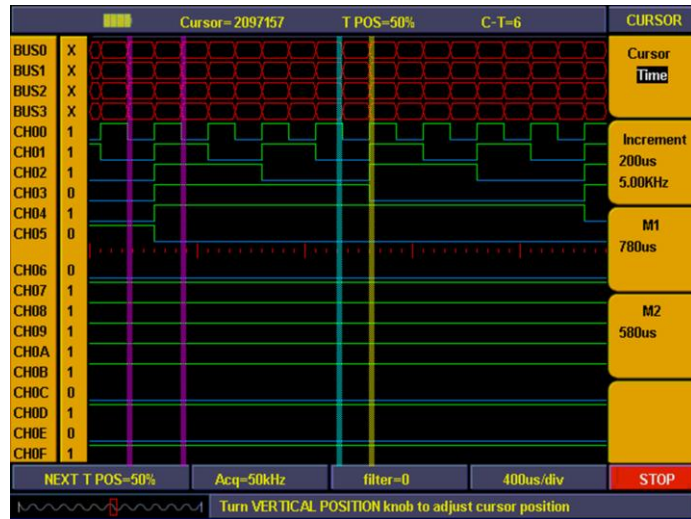 Cursor=2097157 T POS=50% C-T=6 CURSOR
BUS0 X
BUS1 X
BUS2 X
BUS3 X
CH00 1
CH01 1
CH02 1
CH03 0
CH04 1
CH05 0
CH06 0
CH07 1
CH08 1
CH09 1
CH0A 1
CH0B 1
CH0C 0
CH0D 1
CH0E 0
CH0F 1
Cursor
Time
Increment
200us
5.00KHz
M1
780us
M2
580us
NEXT T POS=50% Acq=50kHz filter=0 400us/div STOP
Turn VERTICAL POSITION knob to adjust cursor position